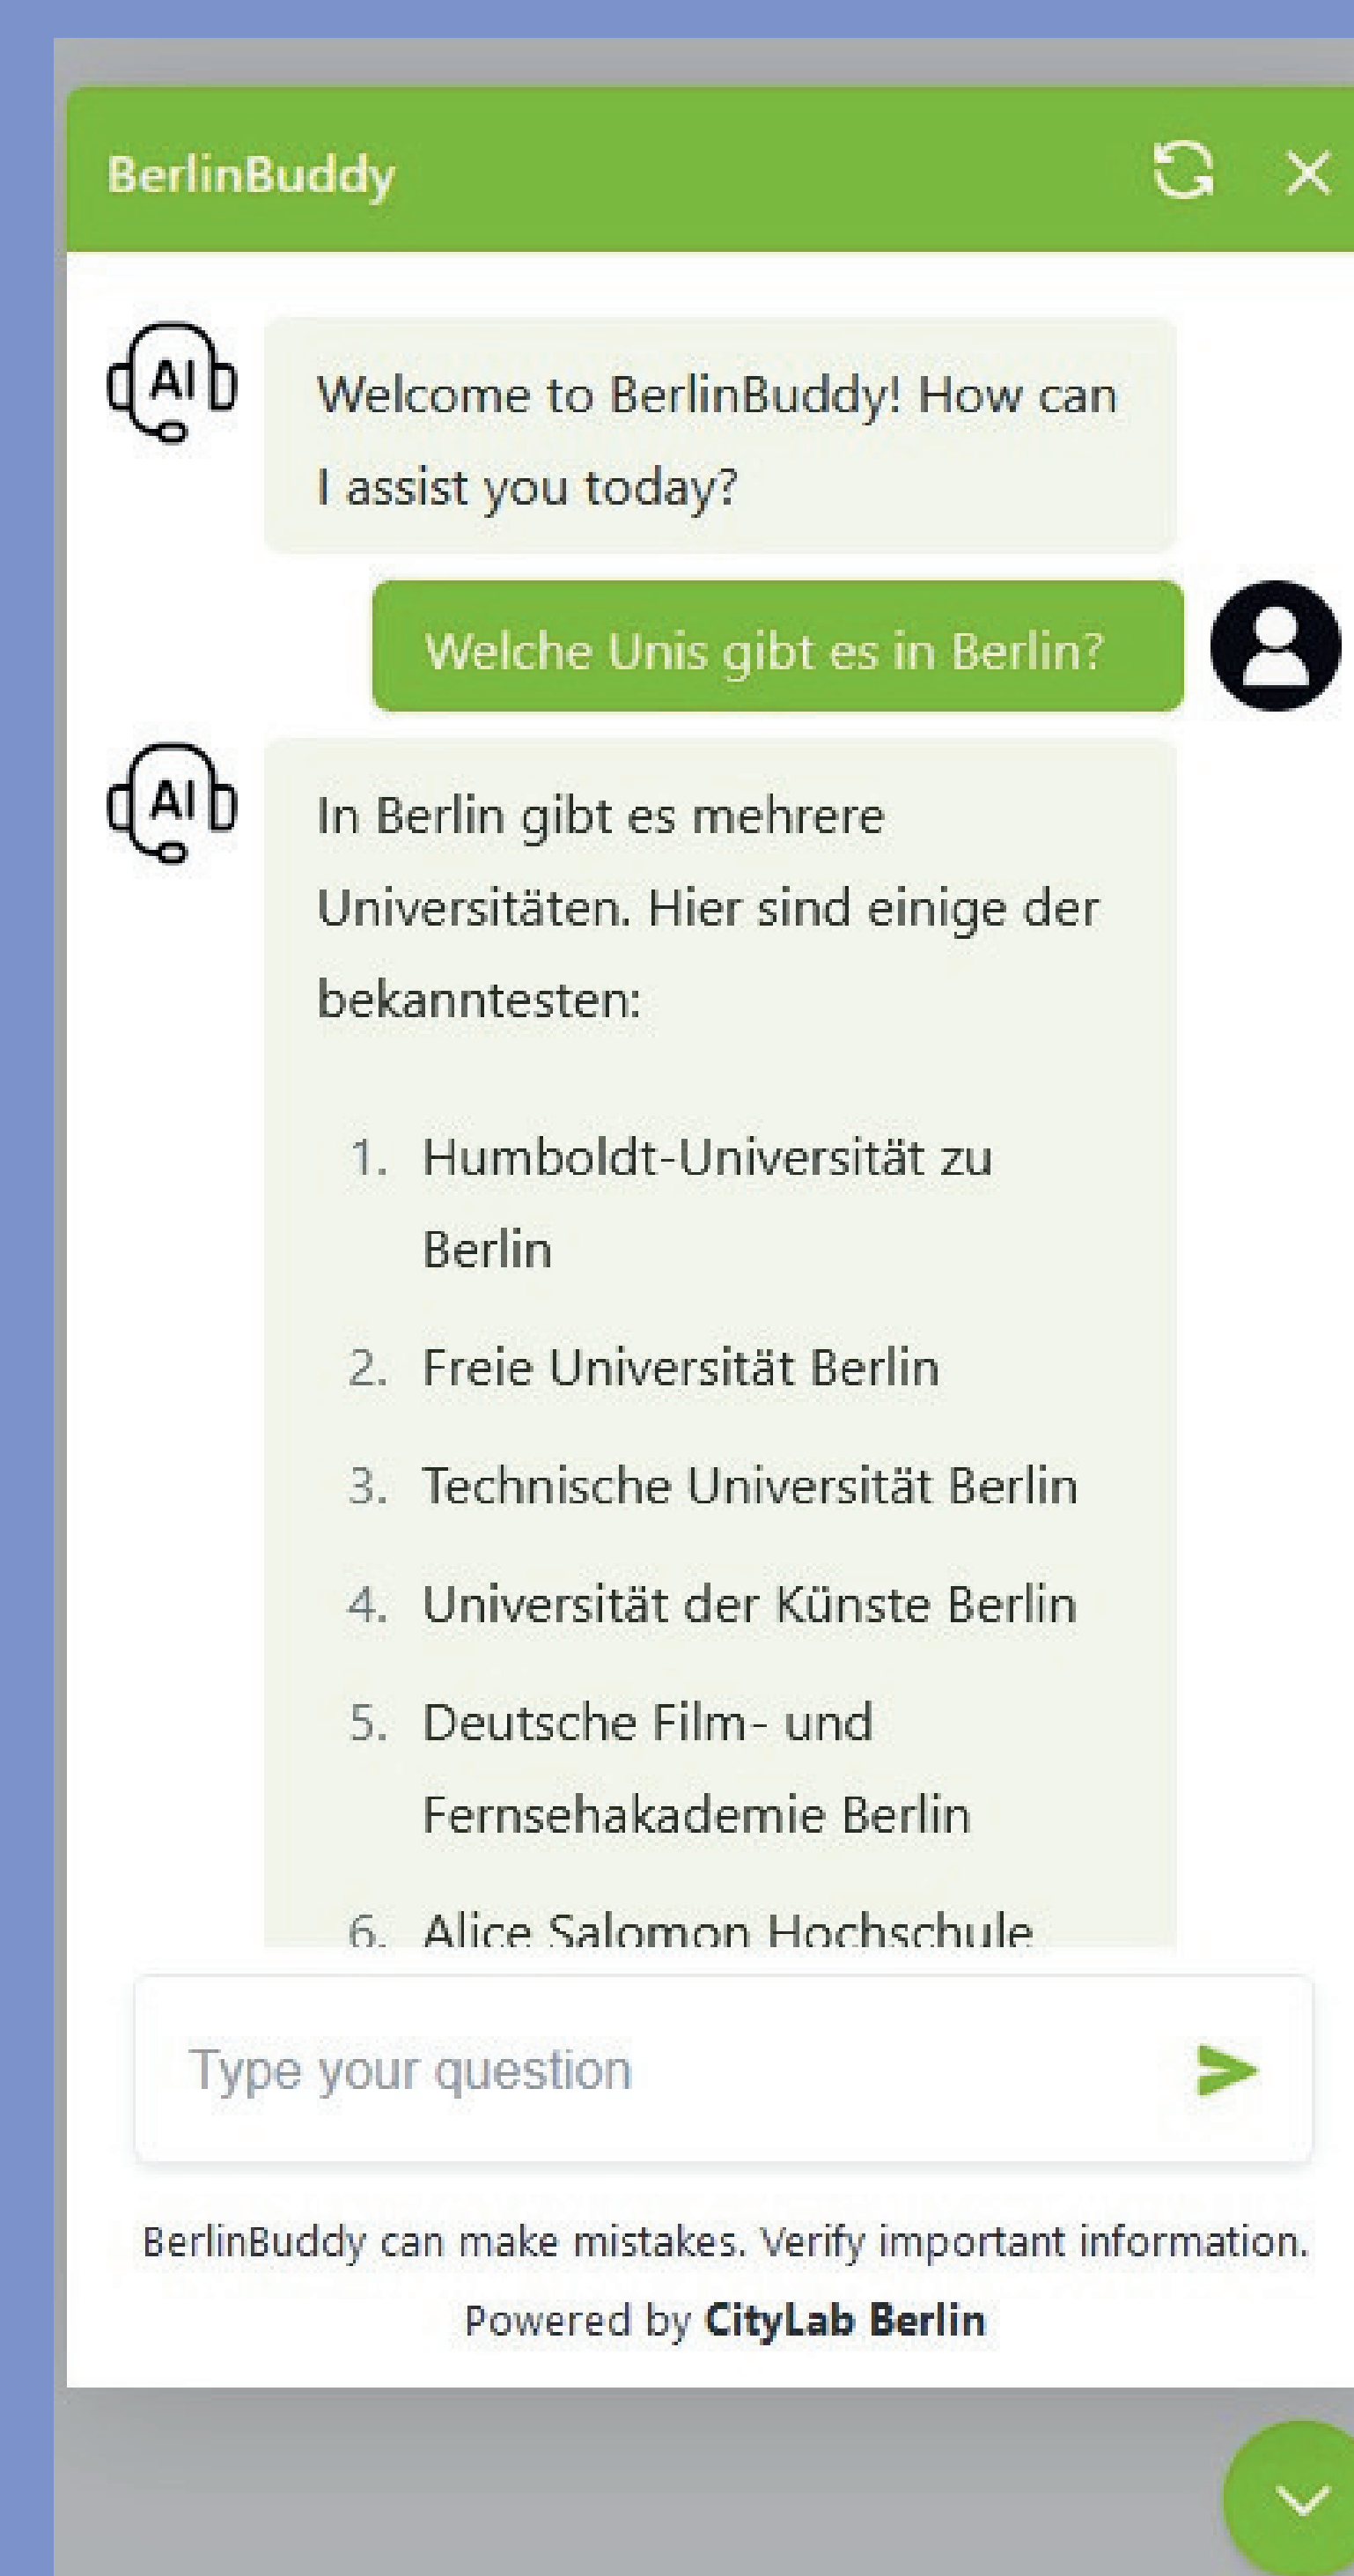 BerlinBuddy
AI
Welcome to BerlinBuddy! How can
I assist you today?
Welche Unis gibt es in Berlin?
AI
In Berlin gibt es mehrere
Universitäten. Hier sind einige der
bekanntesten:
1. Humboldt-Universität zu
Berlin
2. Freie Universität Berlin
3. Technische Universität Berlin
4. Universität der Künste Berlin
5. Deutsche Film- und
Fernsehakademie Berlin
6. Alice Salomon Hochschule
Type your question
BerlinBuddy can make mistakes. Verify important information.
Powered by CityLab Berlin